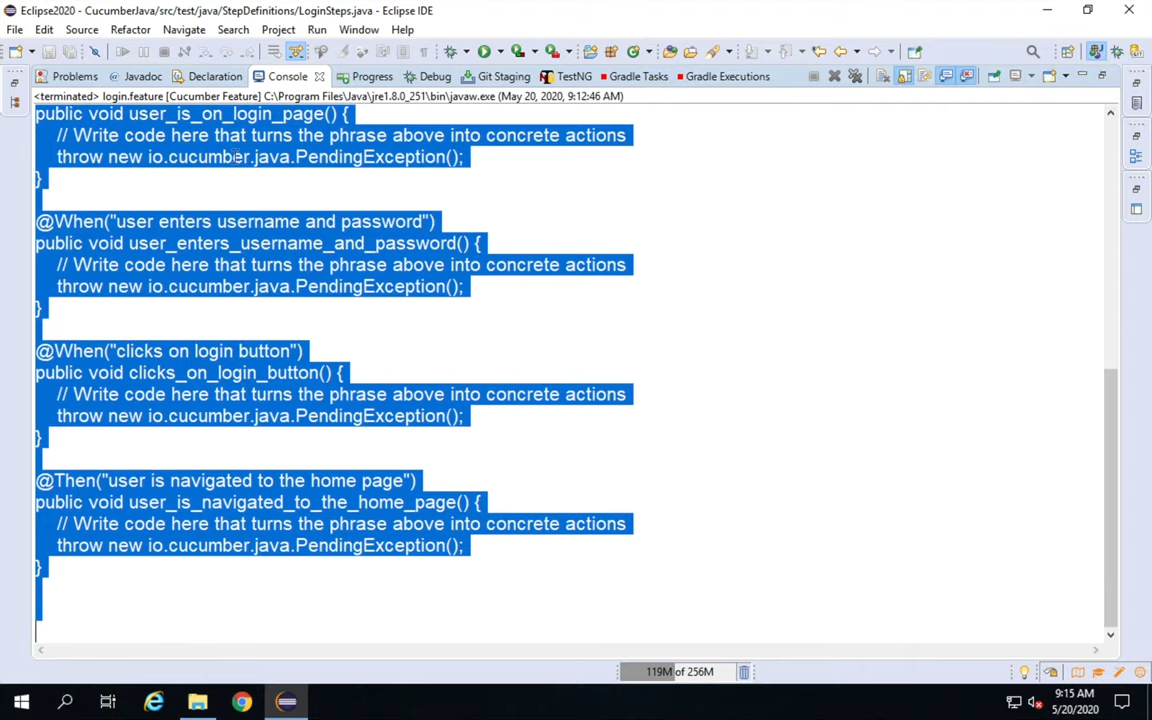 Eclipse2020 - CucumberJava/src/test/java/StepDefinitions/LoginSteps.java - Eclipse IDE
File Edit Source Refactor Navigate Search Project Run Window Help
Problems Javadoc Declaration Console Progress Debug Git Staging TestNG Gradle Tasks Gradle Executions
<terminated> login.feature [Cucumber Feature] C:\Program Files\Java\jre1.8.0_251\bin\javaw.exe (May 20, 2020, 9:12:46 AM)
public void user_is_on_login_page() {
// Write code here that turns the phrase above into concrete actions
throw new io.cucumber.java.PendingException();
}
@When("user enters username and password")
public void user_enters_username_and_password() {
// Write code here that turns the phrase above into concrete actions
throw new io.cucumber.java.PendingException();
}
@When("clicks on login button")
public void clicks_on_login_button() {
// Write code here that turns the phrase above into concrete actions
throw new io.cucumber.java.PendingException();
}
@Then("user is navigated to the home page")
public void user_is_navigated_to_the_home_page() {
// Write code here that turns the phrase above into concrete actions
throw new io.cucumber.java.PendingException();
}
119M of 256M
9:15 AM
5/20/2020